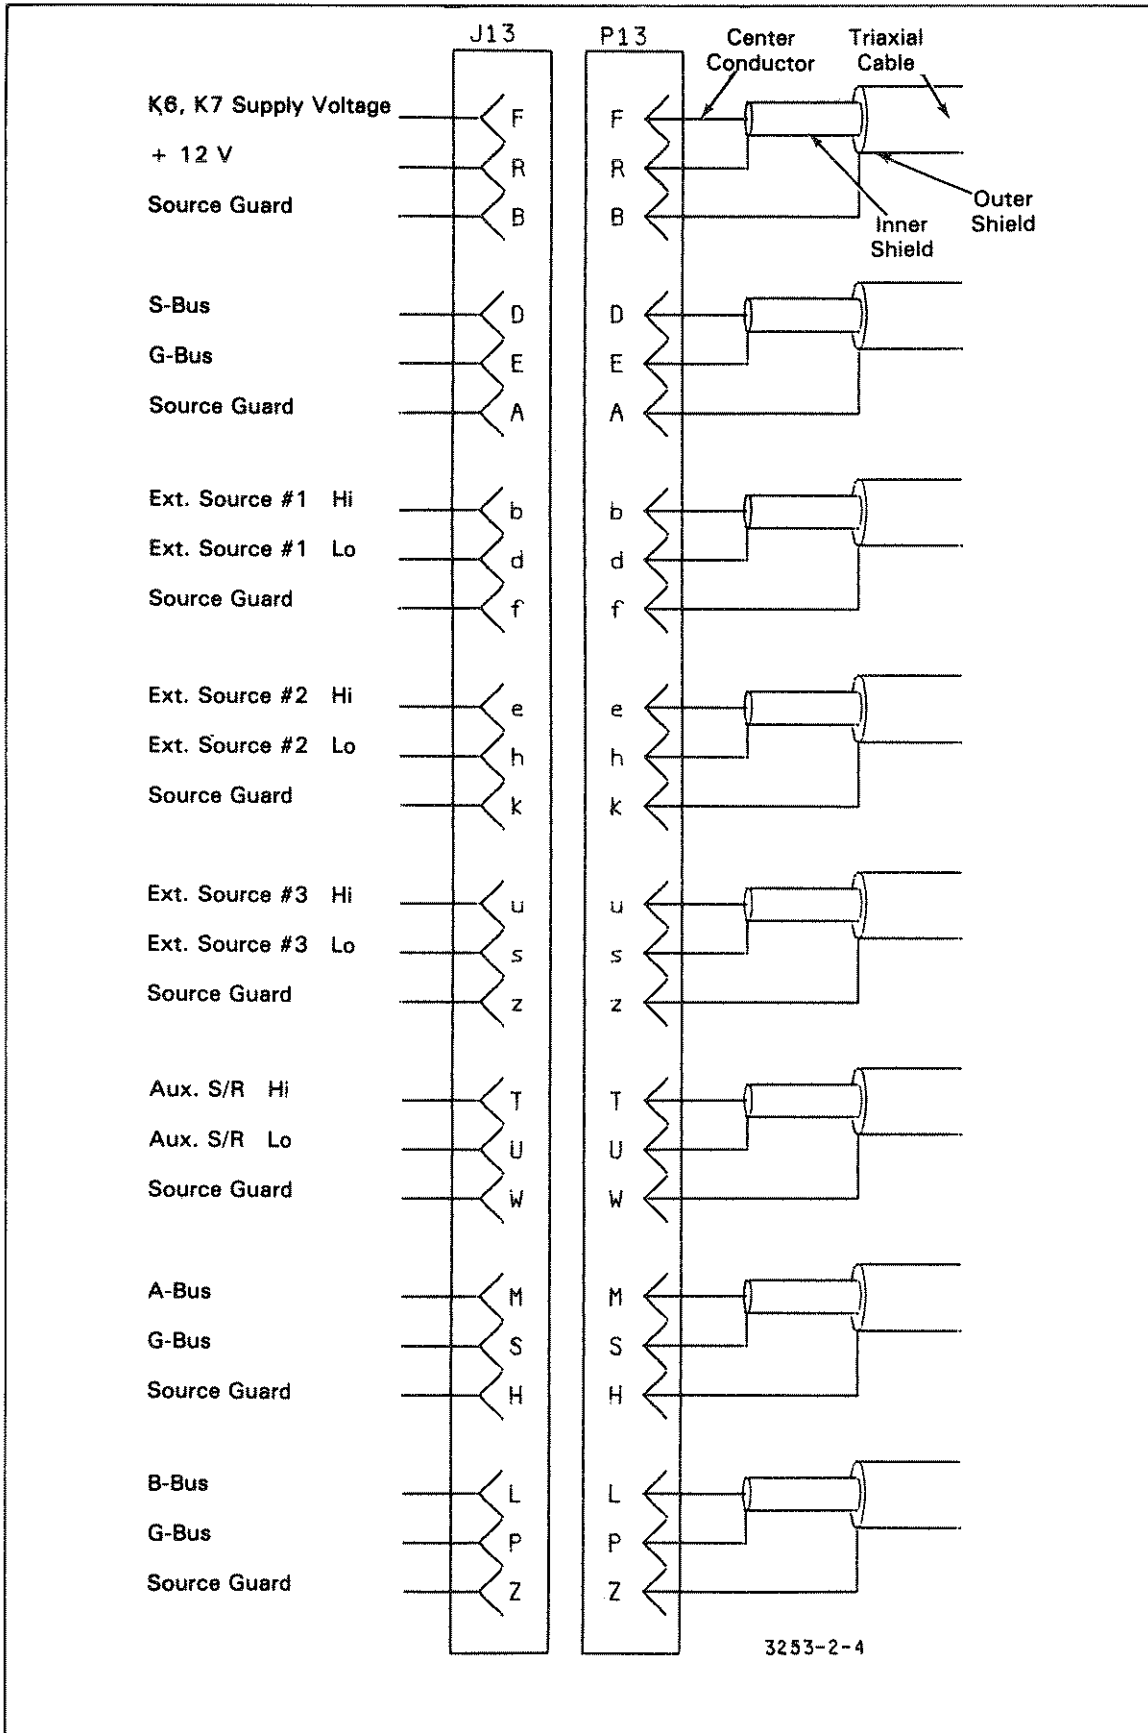 J13 P13
Center Conductor
Triaxial Cable
K6, K7 Supply Voltage F F
+ 12 V R R
Source Guard B B
Inner Shield
Outer Shield
S-Bus D D
G-Bus E E
Source Guard A A
Ext. Source #1 Hi b b
Ext. Source #1 Lo d d
Source Guard f f
Ext. Source #2 Hi e e
Ext. Source #2 Lo h h
Source Guard k k
Ext. Source #3 Hi u u
Ext. Source #3 Lo s s
Source Guard z z
Aux. S/R Hi T T
Aux. S/R Lo U U
Source Guard W W
A-Bus M M
G-Bus S S
Source Guard H H
B-Bus L L
G-Bus P P
Source Guard Z Z
3253-2-4